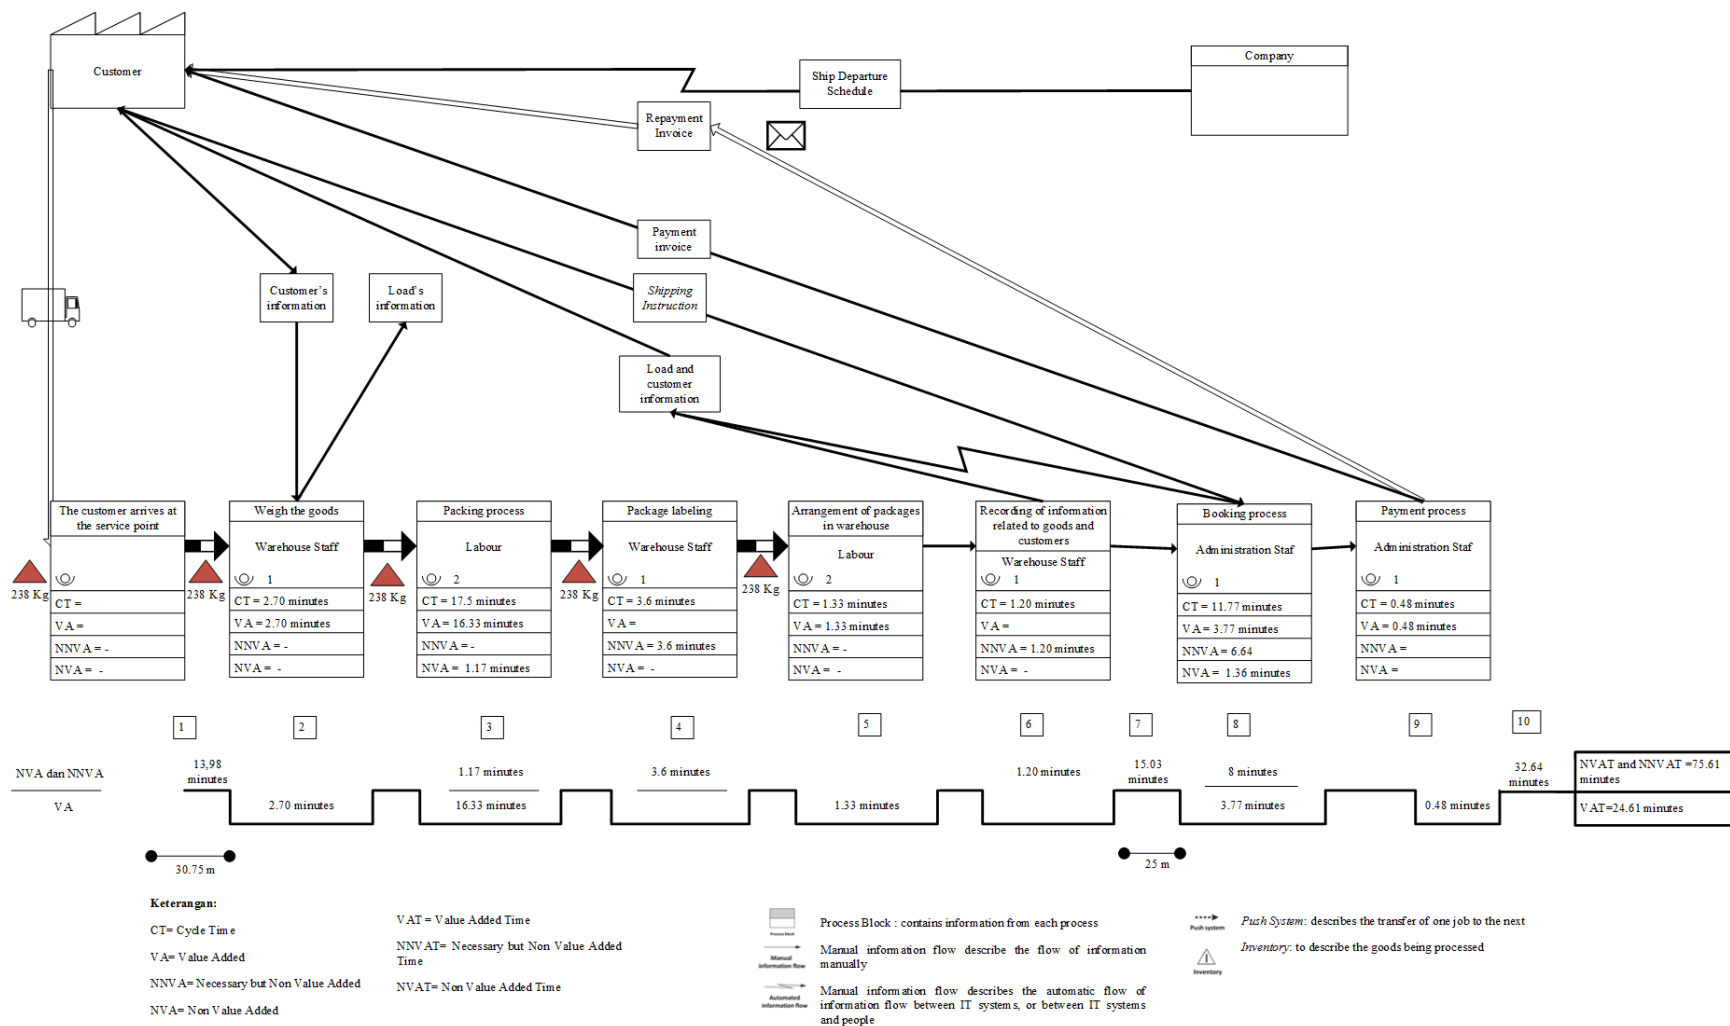 Customer
Ship Departure
Schedule
Company
Repayment
Invoice
Payment
invoice
Customer's
information
Load's
information
Shipping
Instruction
Load and
customer
information
The customer arrives at
the service point
238 Kg
CT =
VA =
NNVA = -
NVA = -
238 Kg
Weigh the goods
Warehouse Staff
1
CT = 2.70 minutes
VA = 2.70 minutes
NNVA = -
NVA = -
238 Kg
Packing process
Labour
2
CT = 17.5 minutes
VA = 16.33 minutes
NNVA = -
NVA = 1.17 minutes
238 Kg
Package labeling
Warehouse Staff
1
CT = 3.6 minutes
VA =
NNVA = 3.6 minutes
NVA = -
238 Kg
Arrangement of packages
in warehouse
Labour
2
CT = 1.33 minutes
VA = 1.33 minutes
NNVA = -
NVA = -
Recording of information
related to goods and
customers
Warehouse Staff
1
CT = 1.20 minutes
VA =
NNVA = 1.20 minutes
NVA = -
Booking process
Administration Staf
1
CT = 11.77 minutes
VA = 3.77 minutes
NNVA = 6.64
NVA = 1.36 minutes
Payment process
Administration Staf
1
CT = 0.48 minutes
VA = 0.48 minutes
NNVA =
NVA =
1
2
3
4
5
6
7
8
9
10
NVA dan NNVA
VA
13,98
minutes
2.70 minutes
1.17 minutes
16.33 minutes
3.6 minutes
1.33 minutes
1.20 minutes
15.03
minutes
8 minutes
3.77 minutes
0.48 minutes
32.64
minutes
NVAT and NNVAT =75.61
minutes
VAT=24.61 minutes
30.75 m
25 m
Keterangan:
CT= Cycle Time
VA= Value Added
NNVA= Necessary but Non Value Added
NVA= Non Value Added
VAT = Value Added Time
NNVAT= Necessary but Non Value Added
Time
NVAT= Non Value Added Time
Process block
Process Block : contains information from each process
Manual
information flow
Manual information flow describe the flow of information
manually
Automated
information flow
Manual information flow describes the automatic flow of
information flow between IT systems, or between IT systems
and people
Push system
Push System: describes the transfer of one job to the next
Inventory
Inventory: to describe the goods being processed